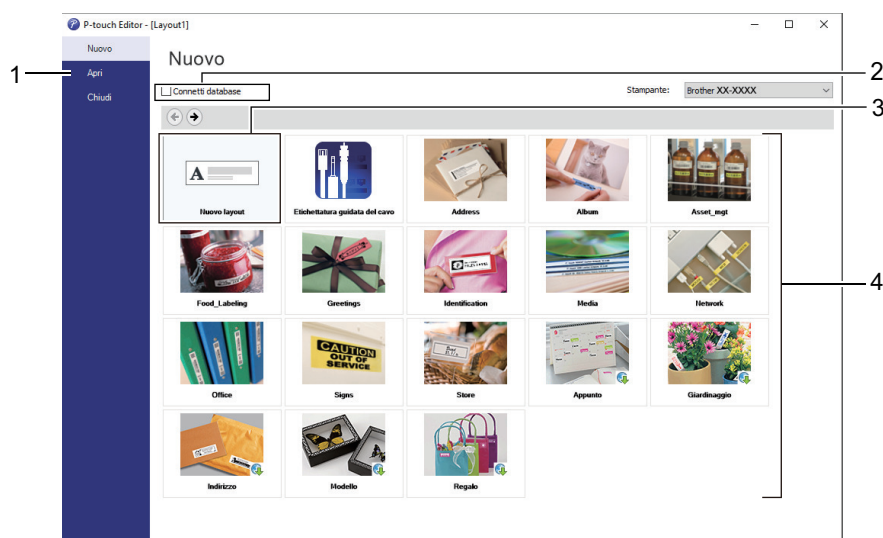 P-touch Editor - [Layout1]
Nuovo
Apri
Chiudi
Nuovo
Connetti database
Stampante:
Brother XX-XXXX
1
2
3
4
A
Nuovo layout
Etichettatura guidata del cavo
Address
Album
Asset_mgt
Food_Labeling
Greetings
Identification
Media
Network
CAUTION
OUT OF
SERVICE
Office
Signs
Store
Appunto
Giardinaggio
Indirizzo
Modello
Regalo